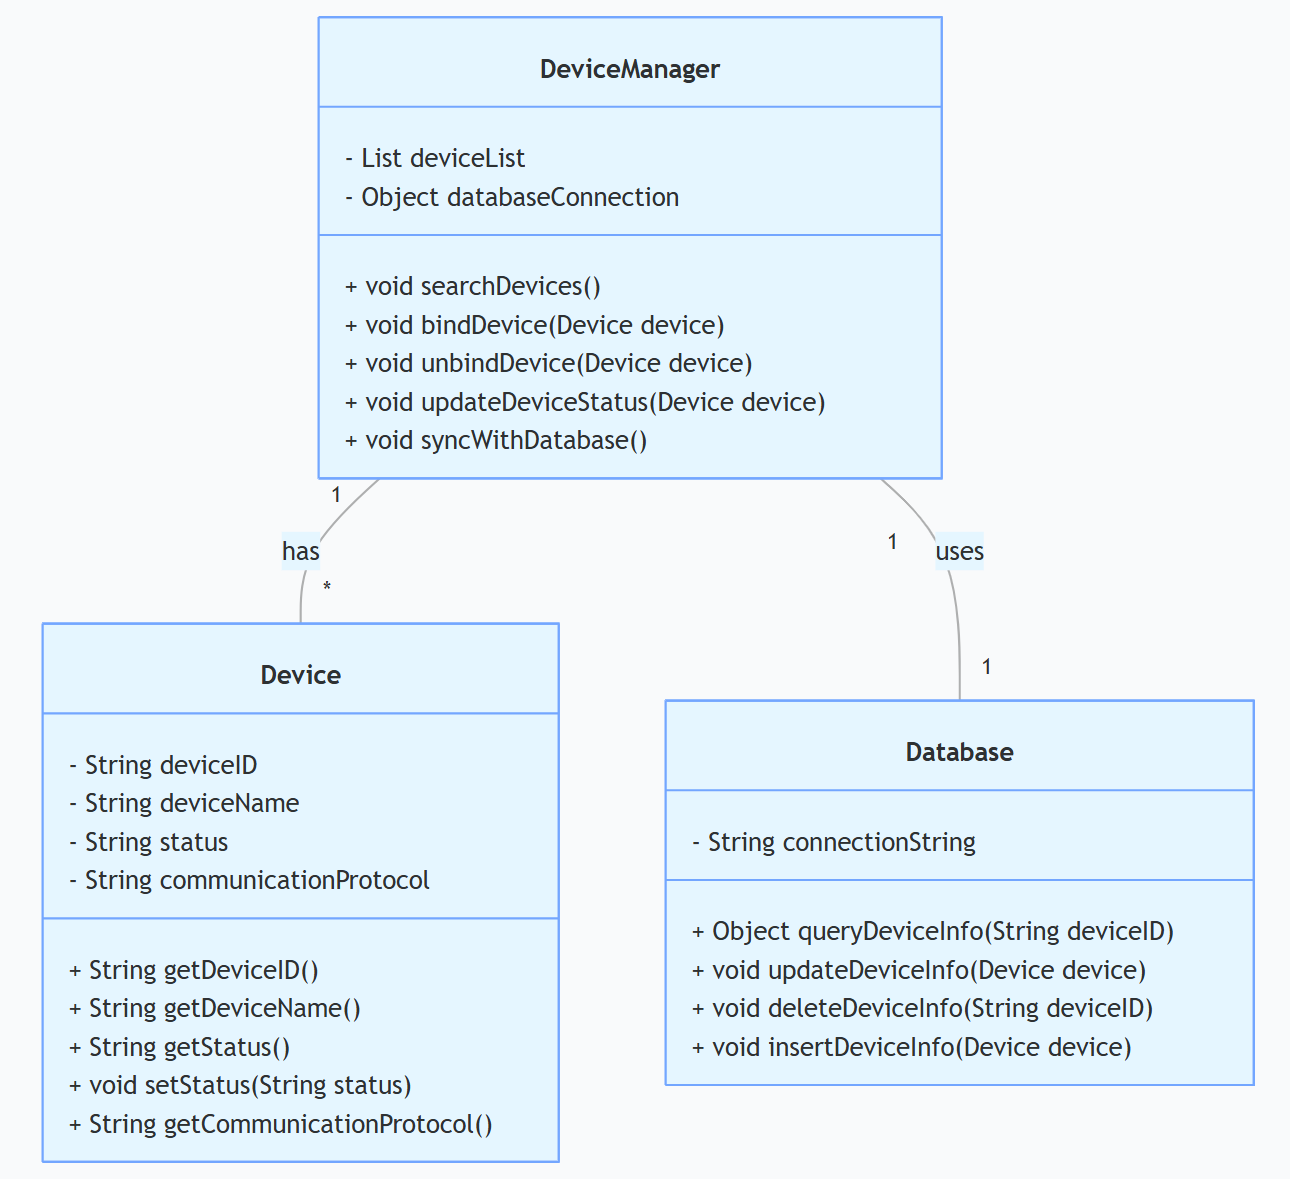 DeviceManager
- List deviceList
- Object databaseConnection
+ void searchDevices()
+ void bindDevice(Device device)
+ void unbindDevice(Device device)
+ void updateDeviceStatus(Device device)
+ void syncWithDatabase()
1
has
*
1
uses
1
Device
- String deviceID
- String deviceName
- String status
- String communicationProtocol
+ String getDeviceID()
+ String getDeviceName()
+ String getStatus()
+ void setStatus(String status)
+ String getCommunicationProtocol()
Database
- String connectionString
+ Object queryDeviceInfo(String deviceID)
+ void updateDeviceInfo(Device device)
+ void deleteDeviceInfo(String deviceID)
+ void insertDeviceInfo(Device device)